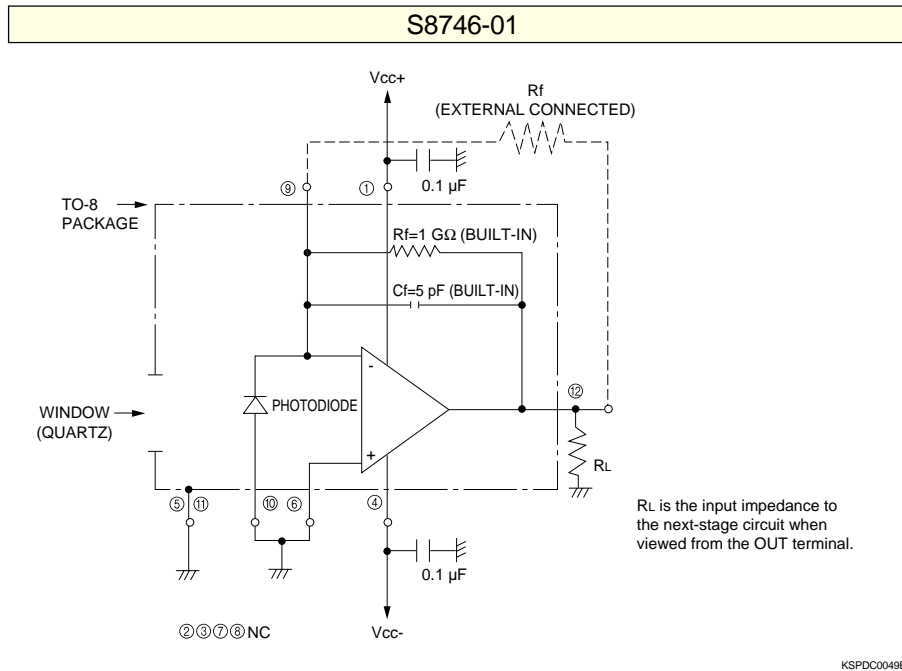 S8746-01
Vcc+
Rf
(EXTERNAL CONNECTED)
0.1 µF
⑨
①
TO-8
PACKAGE
Rf=1 GΩ (BUILT-IN)
Cf=5 pF (BUILT-IN)
-
PHOTODIODE
⑫
WINDOW
(QUARTZ)
+
RL
⑤ ⑪
⑩ ⑥
④
RL is the input impedance to
the next-stage circuit when
viewed from the OUT terminal.
0.1 µF
②③⑦⑧ NC
Vcc-